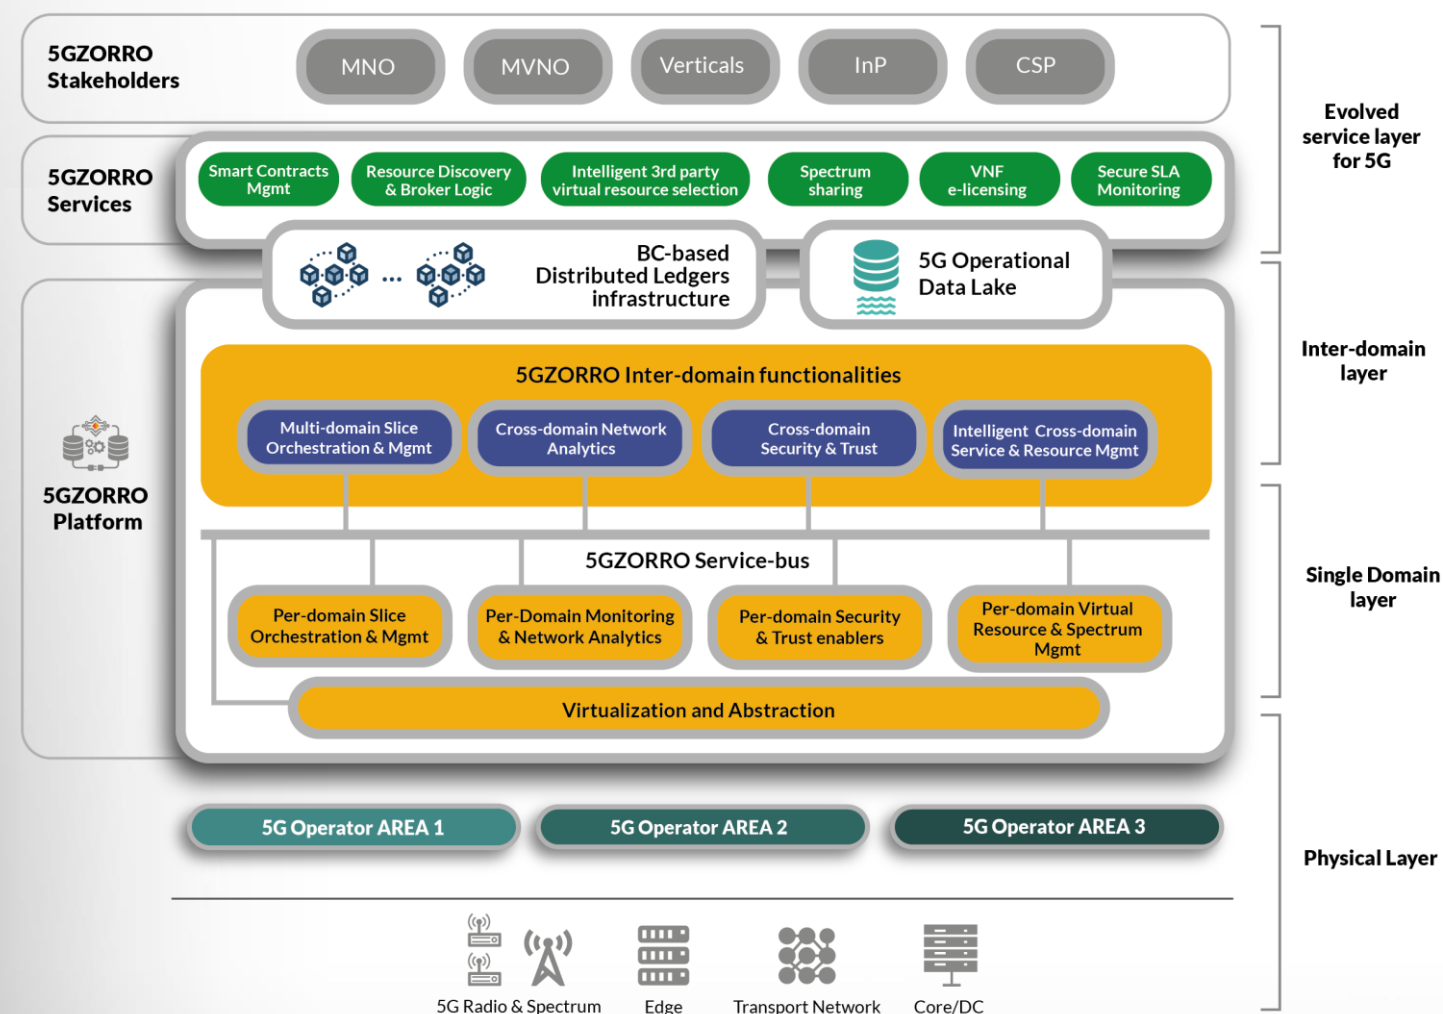 5GZORRO
Stakeholders
MNO
MVNO
Verticals
InP
CSP
Evolved
service layer
for 5G
5GZORRO
Services
Smart Contracts
Mgmt
Resource Discovery
& Broker Logic
Intelligent 3rd party
virtual resource selection
Spectrum
sharing
VNF
e-licensing
Secure SLA
Monitoring
BC-based
Distributed Ledgers
infrastructure
...
5G Operational
Data Lake
Inter-domain
layer
5GZORRO
Platform
5GZORRO Inter-domain functionalities
Multi-domain Slice
Orchestration & Mgmt
Cross-domain Network
Analytics
Cross-domain
Security & Trust
Intelligent Cross-domain
Service & Resource Mgmt
5GZORRO Service-bus
Single Domain
layer
Per-domain Slice
Orchestration & Mgmt
Per-Domain Monitoring
& Network Analytics
Per-domain Security
& Trust enablers
Per-domain Virtual
Resource & Spectrum
Mgmt
Virtualization and Abstraction
5G Operator AREA 1
5G Operator AREA 2
5G Operator AREA 3
Physical Layer
5G Radio & Spectrum
Edge
Transport Network
Core/DC